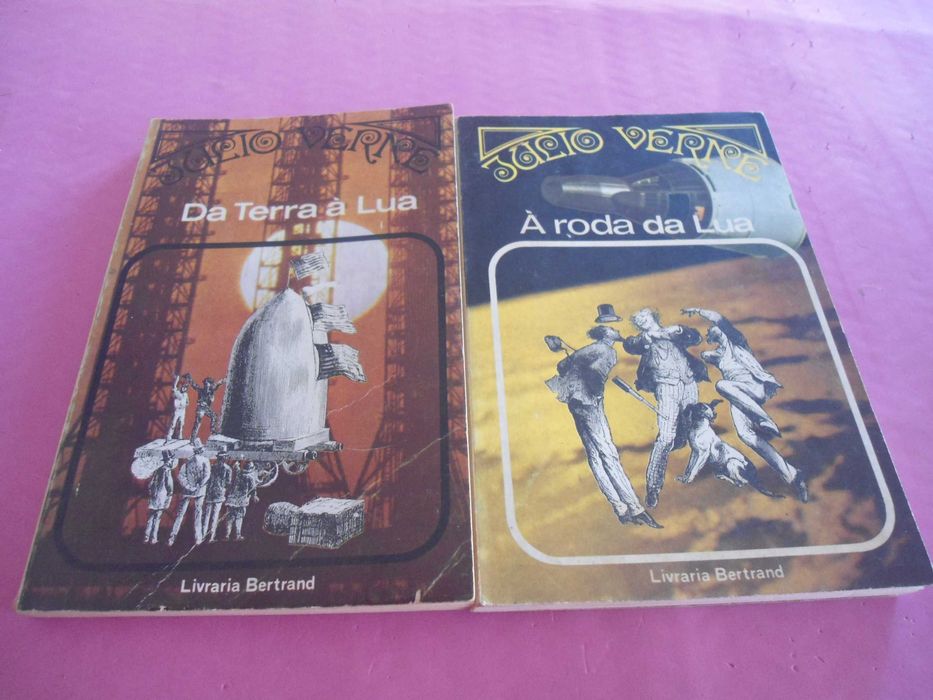 JULIO VERNE
Da Terra à Lua
Livraria Bertrand
JULIO VERNE
À roda da Lua
Livraria Bertrand